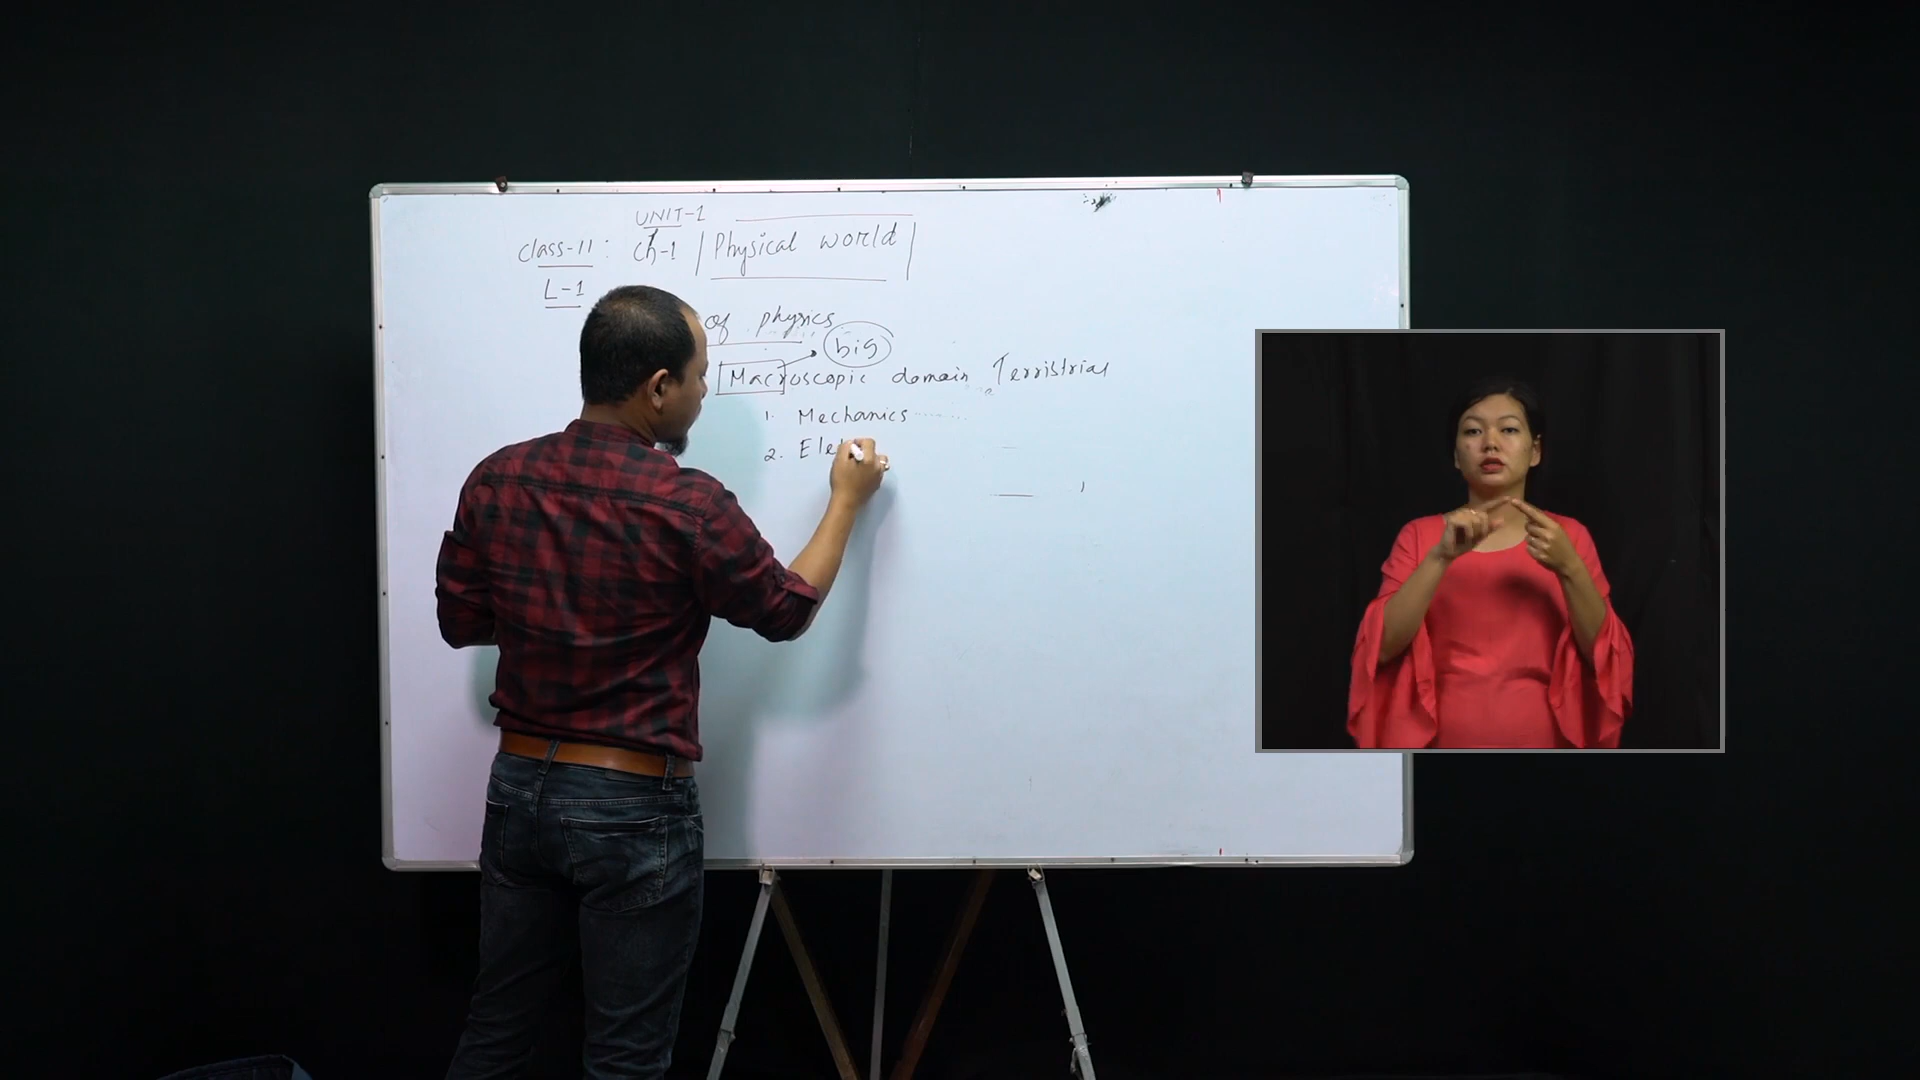 UNIT-1
Class-11: Ch-1 Physical world
L-1
of physics
big
Macroscopic domain Terristrial
1. Mechanics
2. Ele